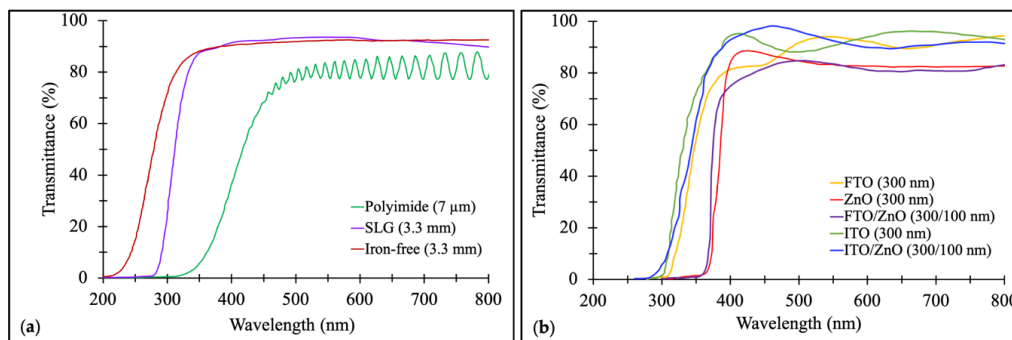 100
80
60
40
20
0
Transmittance (%)
Polyimide (7 µm)
SLG (3.3 mm)
Iron-free (3.3 mm)
200 300 400 500 600 700 800
Wavelength (nm)
(a)
100
80
60
40
20
0
Transmittance (%)
FTO (300 nm)
ZnO (300 nm)
FTO/ZnO (300/100 nm)
ITO (300 nm)
ITO/ZnO (300/100 nm)
200 300 400 500 600 700 800
Wavelength (nm)
(b)